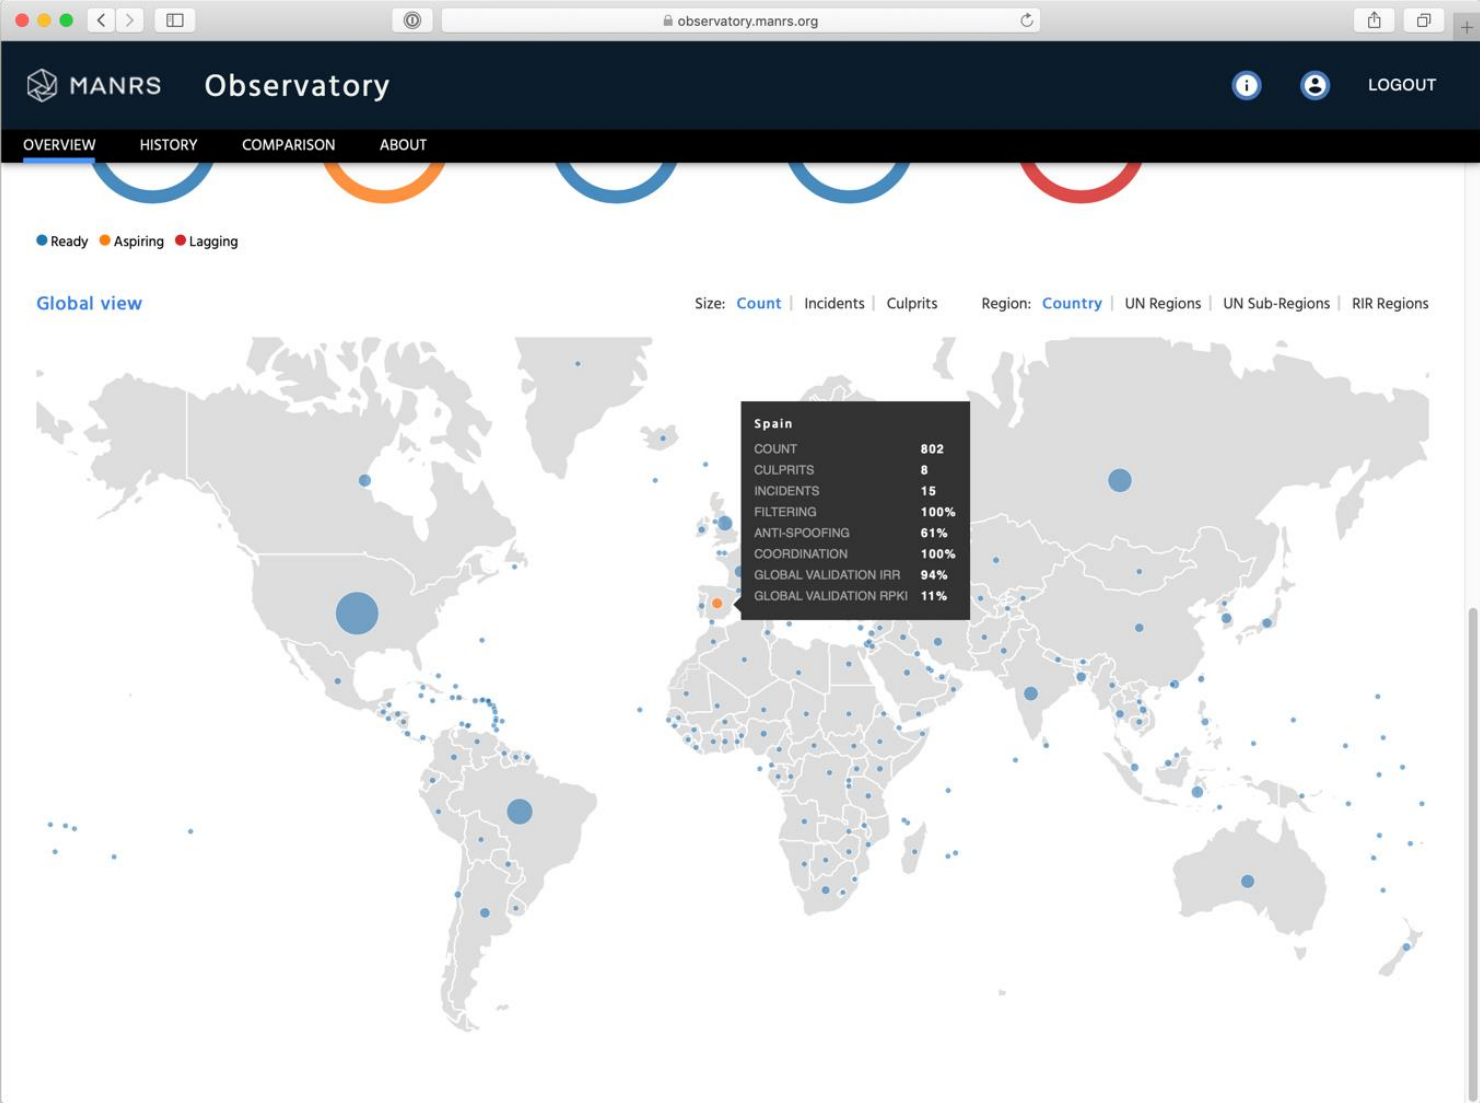 observatory.manrs.org
MANRS Observatory LOGOUT
OVERVIEW HISTORY COMPARISON ABOUT
Ready Aspiring Lagging
Global view Size: Count | Incidents | Culprits Region: Country | UN Regions | UN Sub-Regions | RIR Regions
Spain
COUNT 802
CULPRITS 8
INCIDENTS 15
FILTERING 100%
ANTI-SPOOFING 61%
COORDINATION 100%
GLOBAL VALIDATION IRR 94%
GLOBAL VALIDATION RPKI 11%